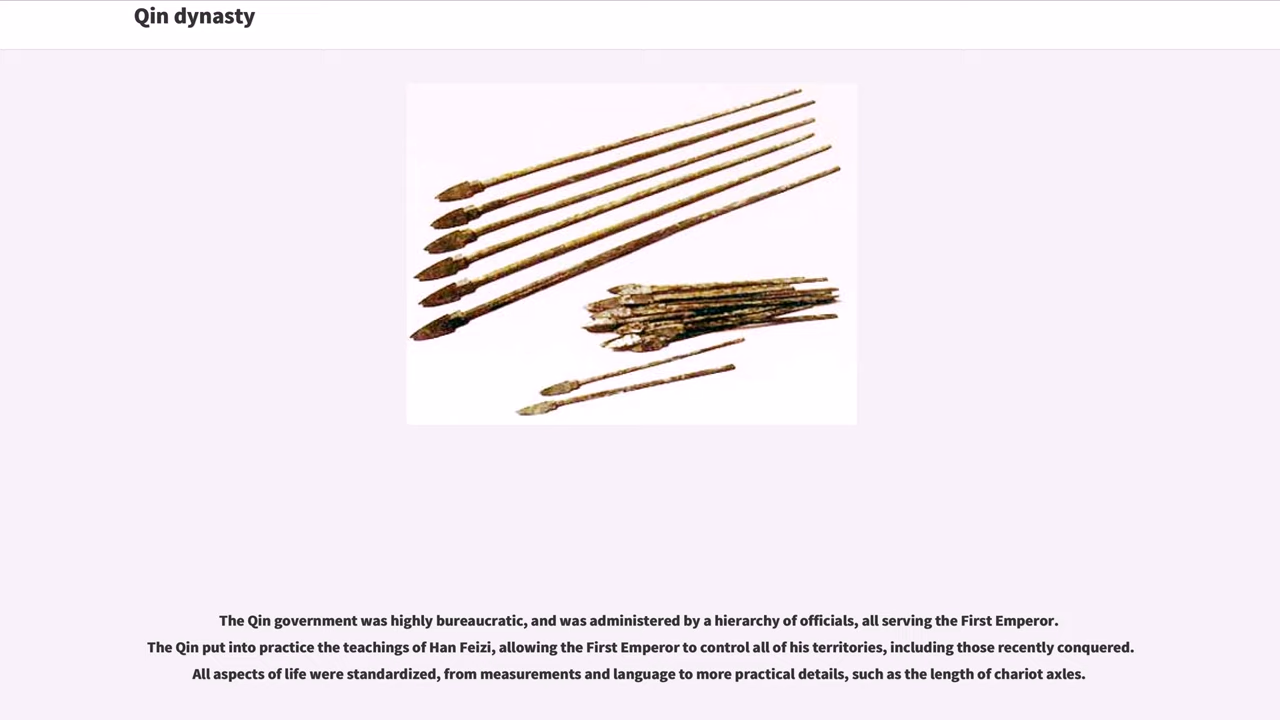 Qin dynasty
The Qin government was highly bureaucratic, and was administered by a hierarchy of officials, all serving the First Emperor.
The Qin put into practice the teachings of Han Feizi, allowing the First Emperor to control all of his territories, including those recently conquered.
All aspects of life were standardized, from measurements and language to more practical details, such as the length of chariot axles.